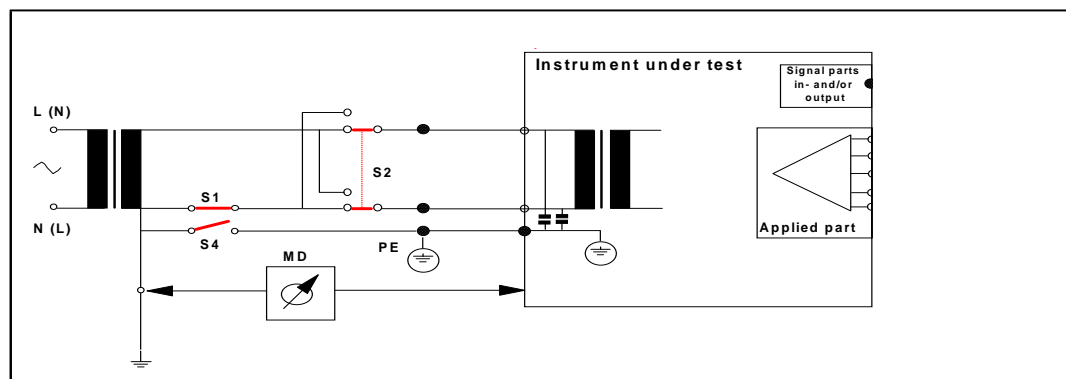 Instrument under test
Signal parts
in- and/or
output
L (N)
S2
S1
N (L)
S4
PE
MD
Applied part